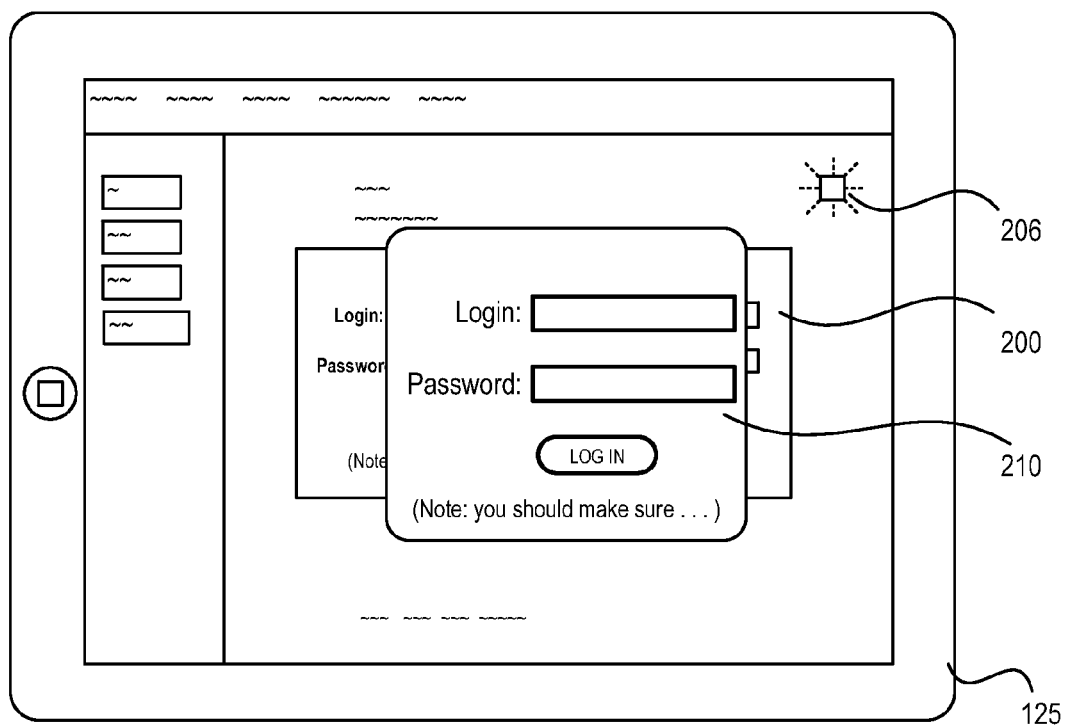 206
Login:
Login:
200
Password:
Passwor
210
LOG IN
(Note
(Note: you should make sure . . . )
125